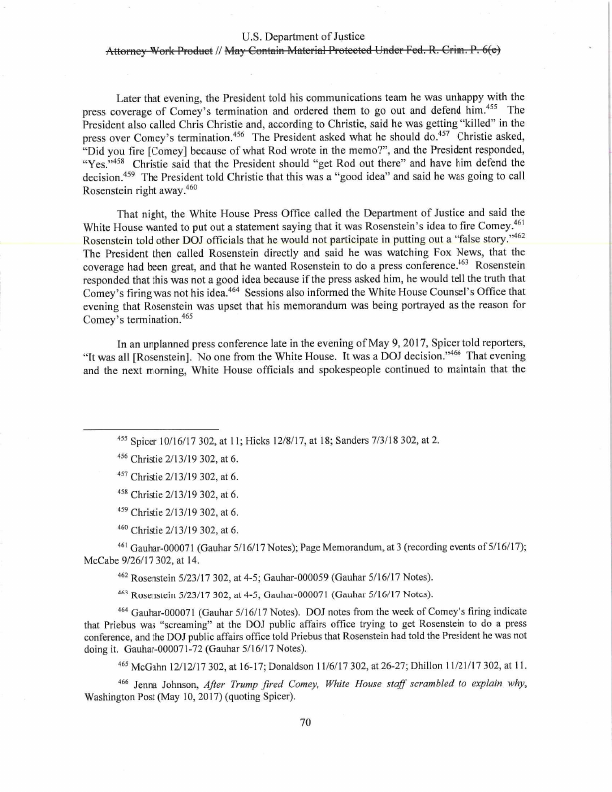 U.S. Department of Justice
Attorney Work Product // May Contain Material Protected Under Fed. R. Crim. P. 6(e)
Later that evening, the President told his communications team he was unhappy with the
press coverage of Comey's termination and ordered them to go out and defend him.455 The
President also called Chris Christie and, according to Christie, said he was getting "killed" in the
press over Comey's termination.456 The President asked what he should do.457 Christie asked,
"Did you fire [Comey] because of what Rod wrote in the memo?", and the President responded,
"Yes."458 Christie said that the President should "get Rod out there" and have him defend the
decision.459 The President told Christie that this was a "good idea" and said he was going to call
Rosenstein right away.460
That night, the White House Press Office called the Department of Justice and said the
White House wanted to put out a statement saying that it was Rosenstein's idea to fire Comey.461
Rosenstein told other DOJ officials that he would not participate in putting out a "false story."462
The President then called Rosenstein directly and said he was watching Fox News, that the
coverage had been great, and that he wanted Rosenstein to do a press conference.463 Rosenstein
responded that this was not a good idea because if the press asked him, he would tell the truth that
Comey's firing was not his idea.464 Sessions also informed the White House Counsel's Office that
evening that Rosenstein was upset that his memorandum was being portrayed as the reason for
Comey's termination.465
In an unplanned press conference late in the evening of May 9, 2017, Spicer told reporters,
"It was all [Rosenstein]. No one from the White House. It was a DOJ decision."466 That evening
and the next morning, White House officials and spokespeople continued to maintain that the
455 Spicer 10/16/17 302, at 11; Hicks 12/8/17, at 18; Sanders 7/3/18 302, at 2.
456 Christie 2/13/19 302, at 6.
457 Christie 2/13/19 302, at 6.
458 Christie 2/13/19 302, at 6.
459 Christie 2/13/19 302, at 6.
460 Christie 2/13/19 302, at 6.
461 Gauhar-000071 (Gauhar 5/16/17 Notes); Page Memorandum, at 3 (recording events of 5/16/17);
McCabe 9/26/17 302, at 14.
462 Rosenstein 5/23/17 302, at 4-5; Gauhar-000059 (Gauhar 5/16/17 Notes).
463 Rosenstein 5/23/17 302, at 4-5, Gauhar-000071 (Gauhar 5/16/17 Notes).
464 Gauhar-000071 (Gauhar 5/16/17 Notes). DOJ notes from the week of Comey's firing indicate
that Priebus was "screaming" at the DOJ public affairs office trying to get Rosenstein to do a press
conference, and the DOJ public affairs office told Priebus that Rosenstein had told the President he was not
doing it. Gauhar-000071-72 (Gauhar 5/16/17 Notes).
465 McGahn 12/12/17 302, at 16-17; Donaldson 11/6/17 302, at 26-27; Dhillon 11/21/17 302, at 11.
466 Jenna Johnson, After Trump fired Comey, White House staff scrambled to explain why,
Washington Post (May 10, 2017) (quoting Spicer).
70